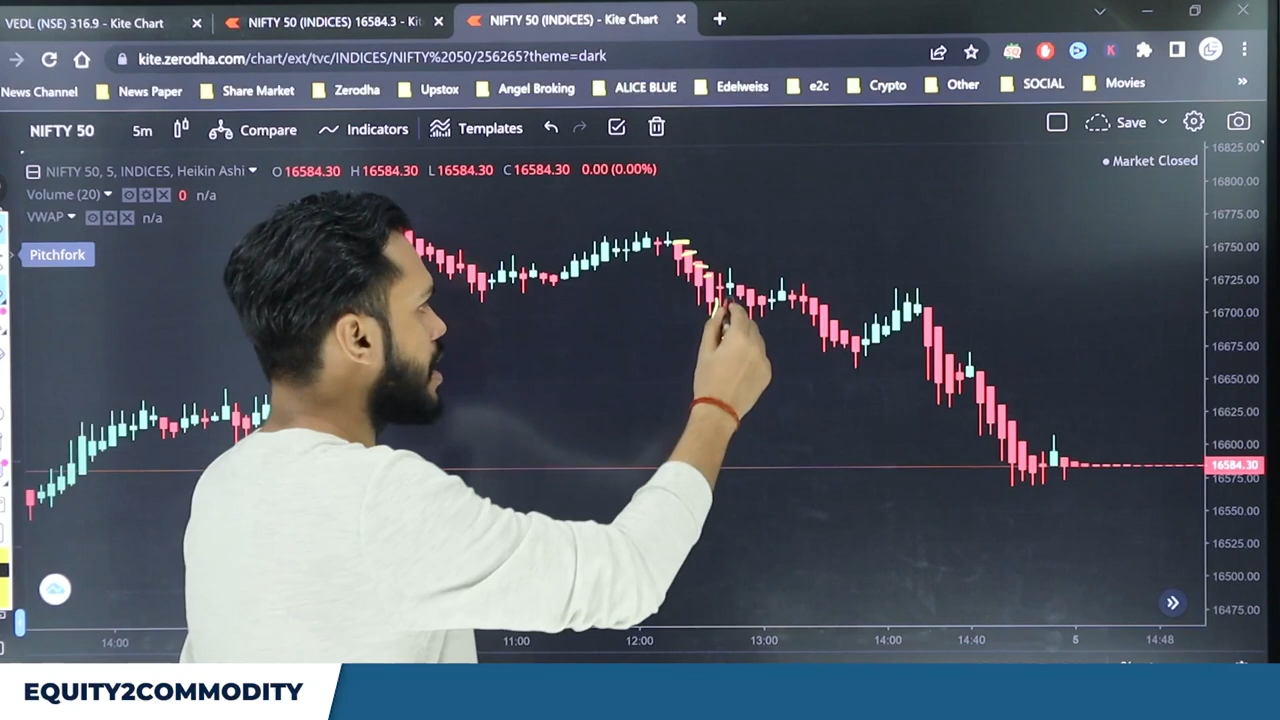 VEDL (NSE) 316.9 - Kite Chart
NIFTY 50 (INDICES) 16584.3 - Ki
NIFTY 50 (INDICES) - Kite Chart
kite.zerodha.com/chart/ext/tvc/INDICES/NIFTY%2050/256265?theme=dark
News Channel News Paper Share Market Zerodha Upstox Angel Broking ALICE BLUE Edelweiss e2c Crypto Other SOCIAL Movies
NIFTY 50 5m Compare Indicators Templates Save
NIFTY 50, 5, INDICES, Heikin Ashi O16584.30 H16584.30 L16584.30 C16584.30 0.00 (0.00%)
Market Closed
Volume (20) 0 n/a
VWAP n/a
Pitchfork
16825.00
16800.00
16775.00
16750.00
16725.00
16700.00
16675.00
16650.00
16625.00
16600.00
16584.30
16575.00
16550.00
16525.00
16500.00
16475.00
14:00 11:00 12:00 13:00 14:00 14:40 5 14:48
EQUITY2COMMODITY